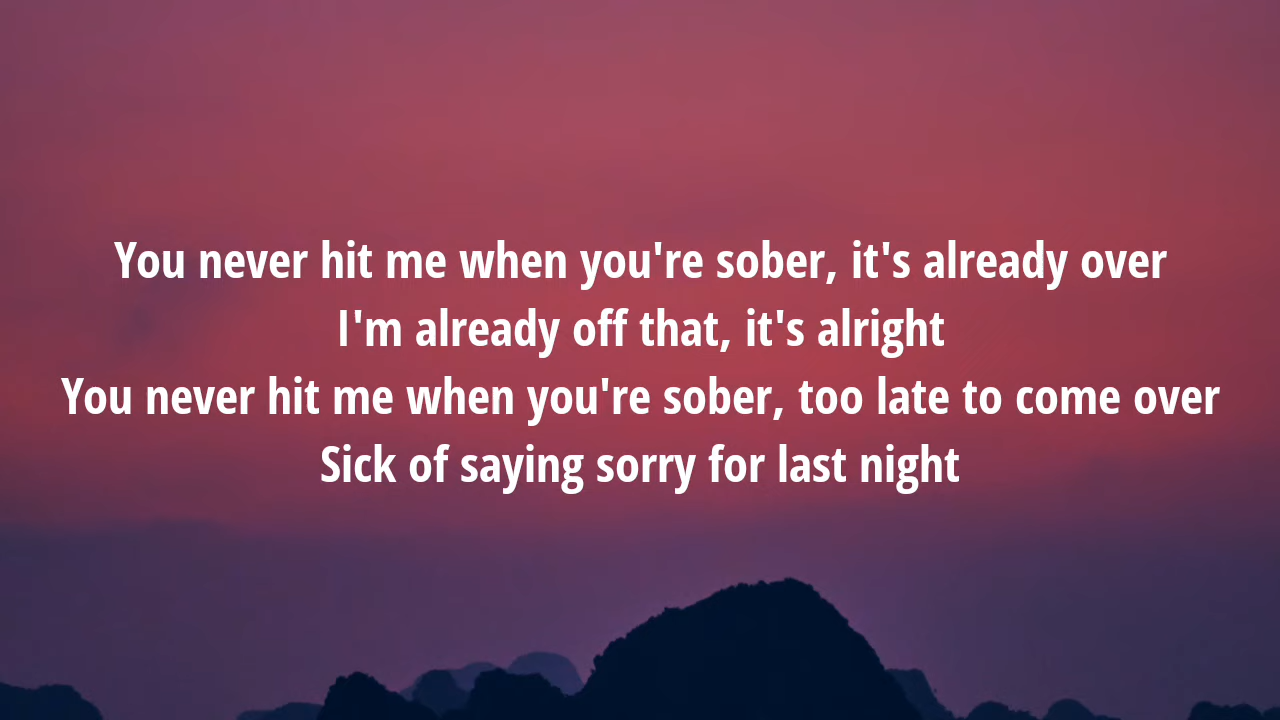 You never hit me when you're sober, it's already over
I'm already off that, it's alright
You never hit me when you're sober, too late to come over
Sick of saying sorry for last night